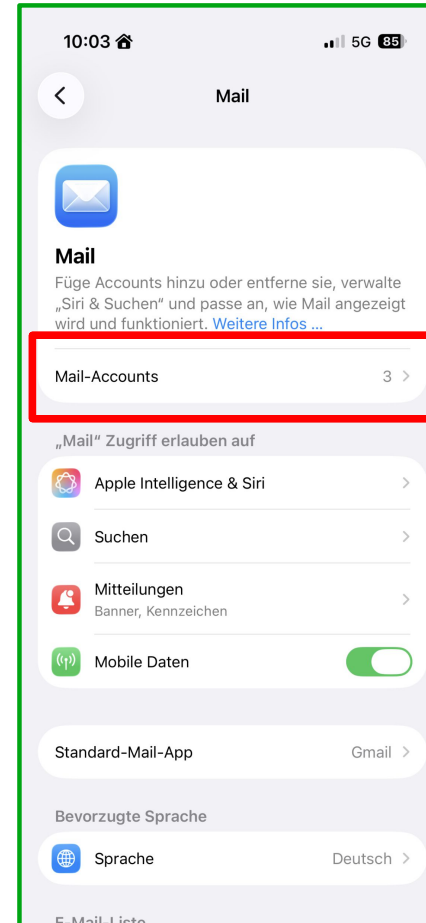 10:03
5G 85
Mail
Mail
Füge Accounts hinzu oder entferne sie, verwalte
„Siri & Suchen“ und passe an, wie Mail angezeigt
wird und funktioniert. Weitere Infos ...
Mail-Accounts 3
„Mail“ Zugriff erlauben auf
Apple Intelligence & Siri
Suchen
Mitteilungen
Banner, Kennzeichen
Mobile Daten
Standard-Mail-App Gmail
Bevorzugte Sprache
Sprache Deutsch
E-Mail-Liste